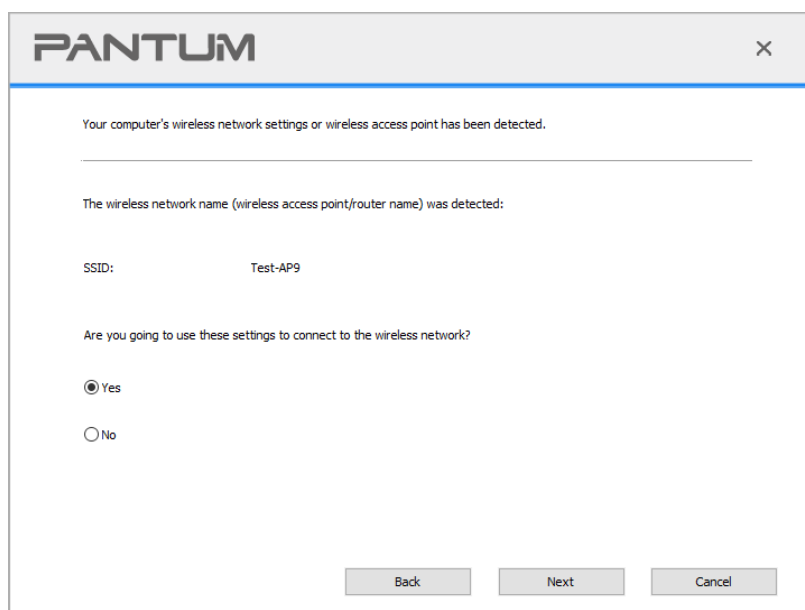 PANTUM
Your computer's wireless network settings or wireless access point has been detected.
The wireless network name (wireless access point/router name) was detected:
SSID: Test-AP9
Are you going to use these settings to connect to the wireless network?
Yes
No
Back Next Cancel